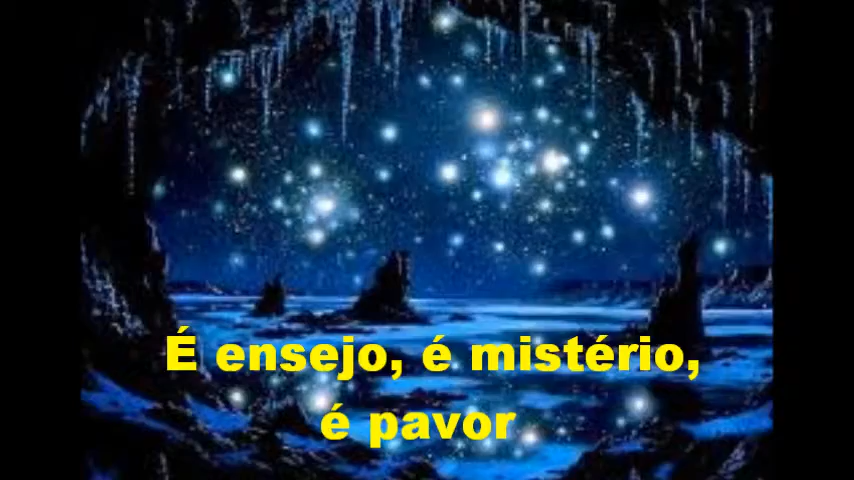 É ensejo, é mistério,
é pavor